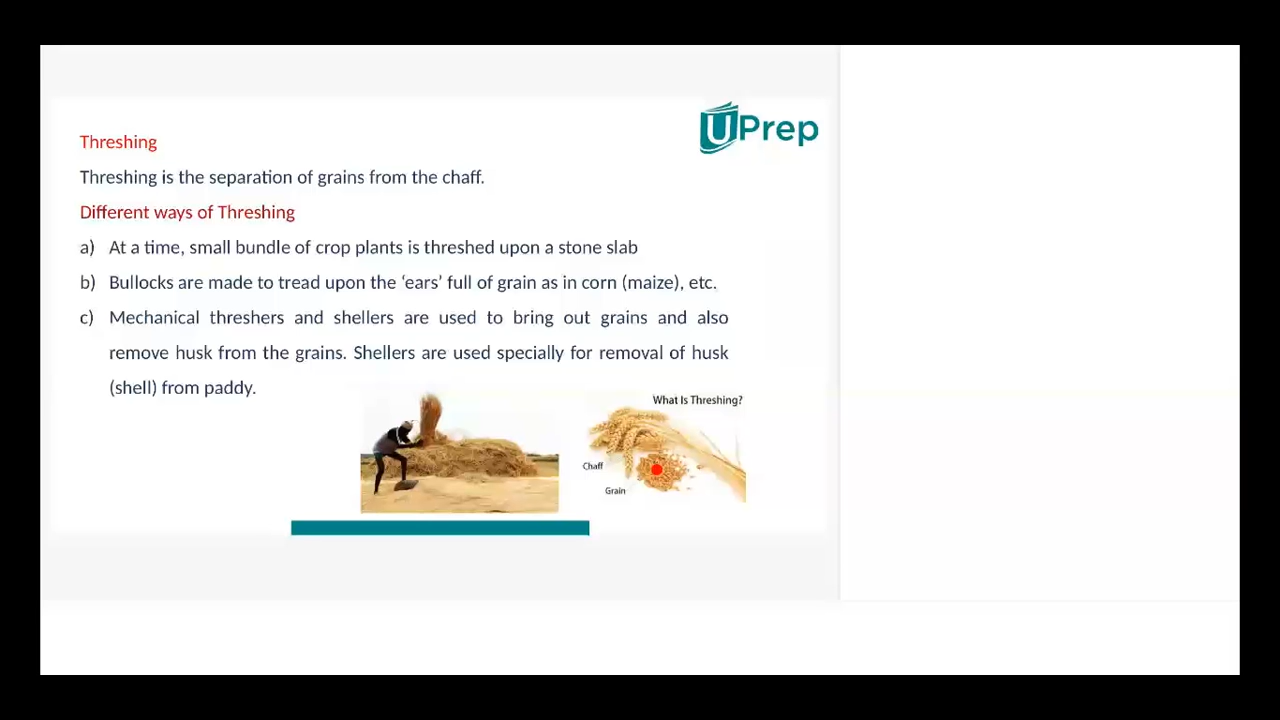 UPrep
Threshing
Threshing is the separation of grains from the chaff.
Different ways of Threshing
a) At a time, small bundle of crop plants is threshed upon a stone slab
b) Bullocks are made to tread upon the ‘ears’ full of grain as in corn (maize), etc.
c) Mechanical threshers and shellers are used to bring out grains and also
remove husk from the grains. Shellers are used specially for removal of husk
(shell) from paddy.
What Is Threshing?
Chaff
Grain